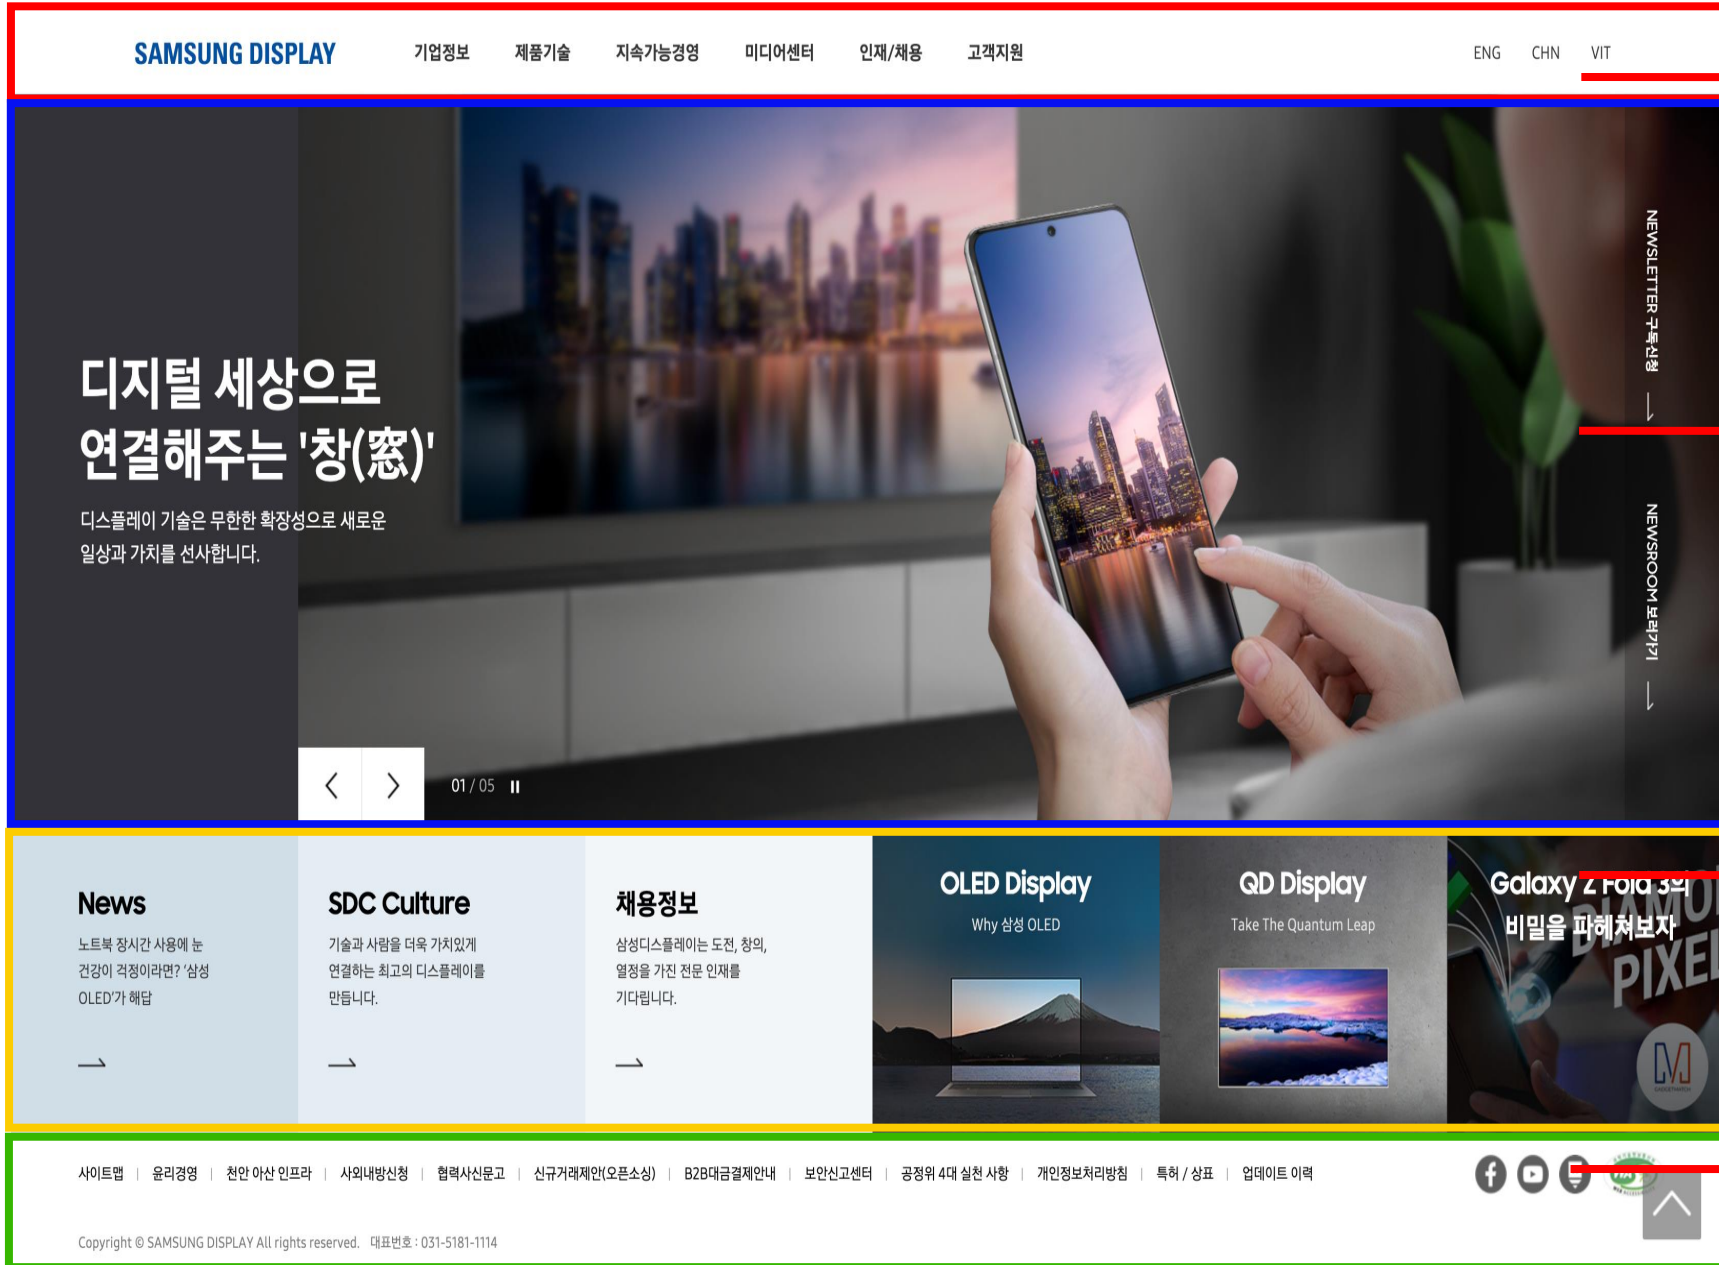 SAMSUNG DISPLAY 기업정보 제품기술 지속가능경영 미디어센터 인재/채용 고객지원 ENG CHN VIT
디지털 세상으로
연결해주는 '창(窓)'
디스플레이 기술은 무한한 확장성으로 새로운
일상과 가치를 선사합니다.
NEWSLETTER 구독신청
NEWSROOM 보러가기
01 / 05
News
노트북 장시간 사용에 눈
건강이 걱정이라면? '삼성
OLED'가 해답
SDC Culture
기술과 사람을 더욱 가치있게
연결하는 최고의 디스플레이를
만듭니다.
채용정보
삼성디스플레이는 도전, 창의,
열정을 가진 전문 인재를
기다립니다.
OLED Display
Why 삼성 OLED
QD Display
Take The Quantum Leap
Galaxy Z Fold 3의
비밀을 파헤쳐보자
PIXEL
사이트맵 | 윤리경영 | 천안 아산 인프라 | 사외내방신청 | 협력사신문고 | 신규거래제안(오픈소싱) | B2B대금결제안내 | 보안신고센터 | 공정위 4대 실천 사항 | 개인정보처리방침 | 특허 / 상표 | 업데이트 이력
Copyright © SAMSUNG DISPLAY All rights reserved. 대표번호 : 031-5181-1114